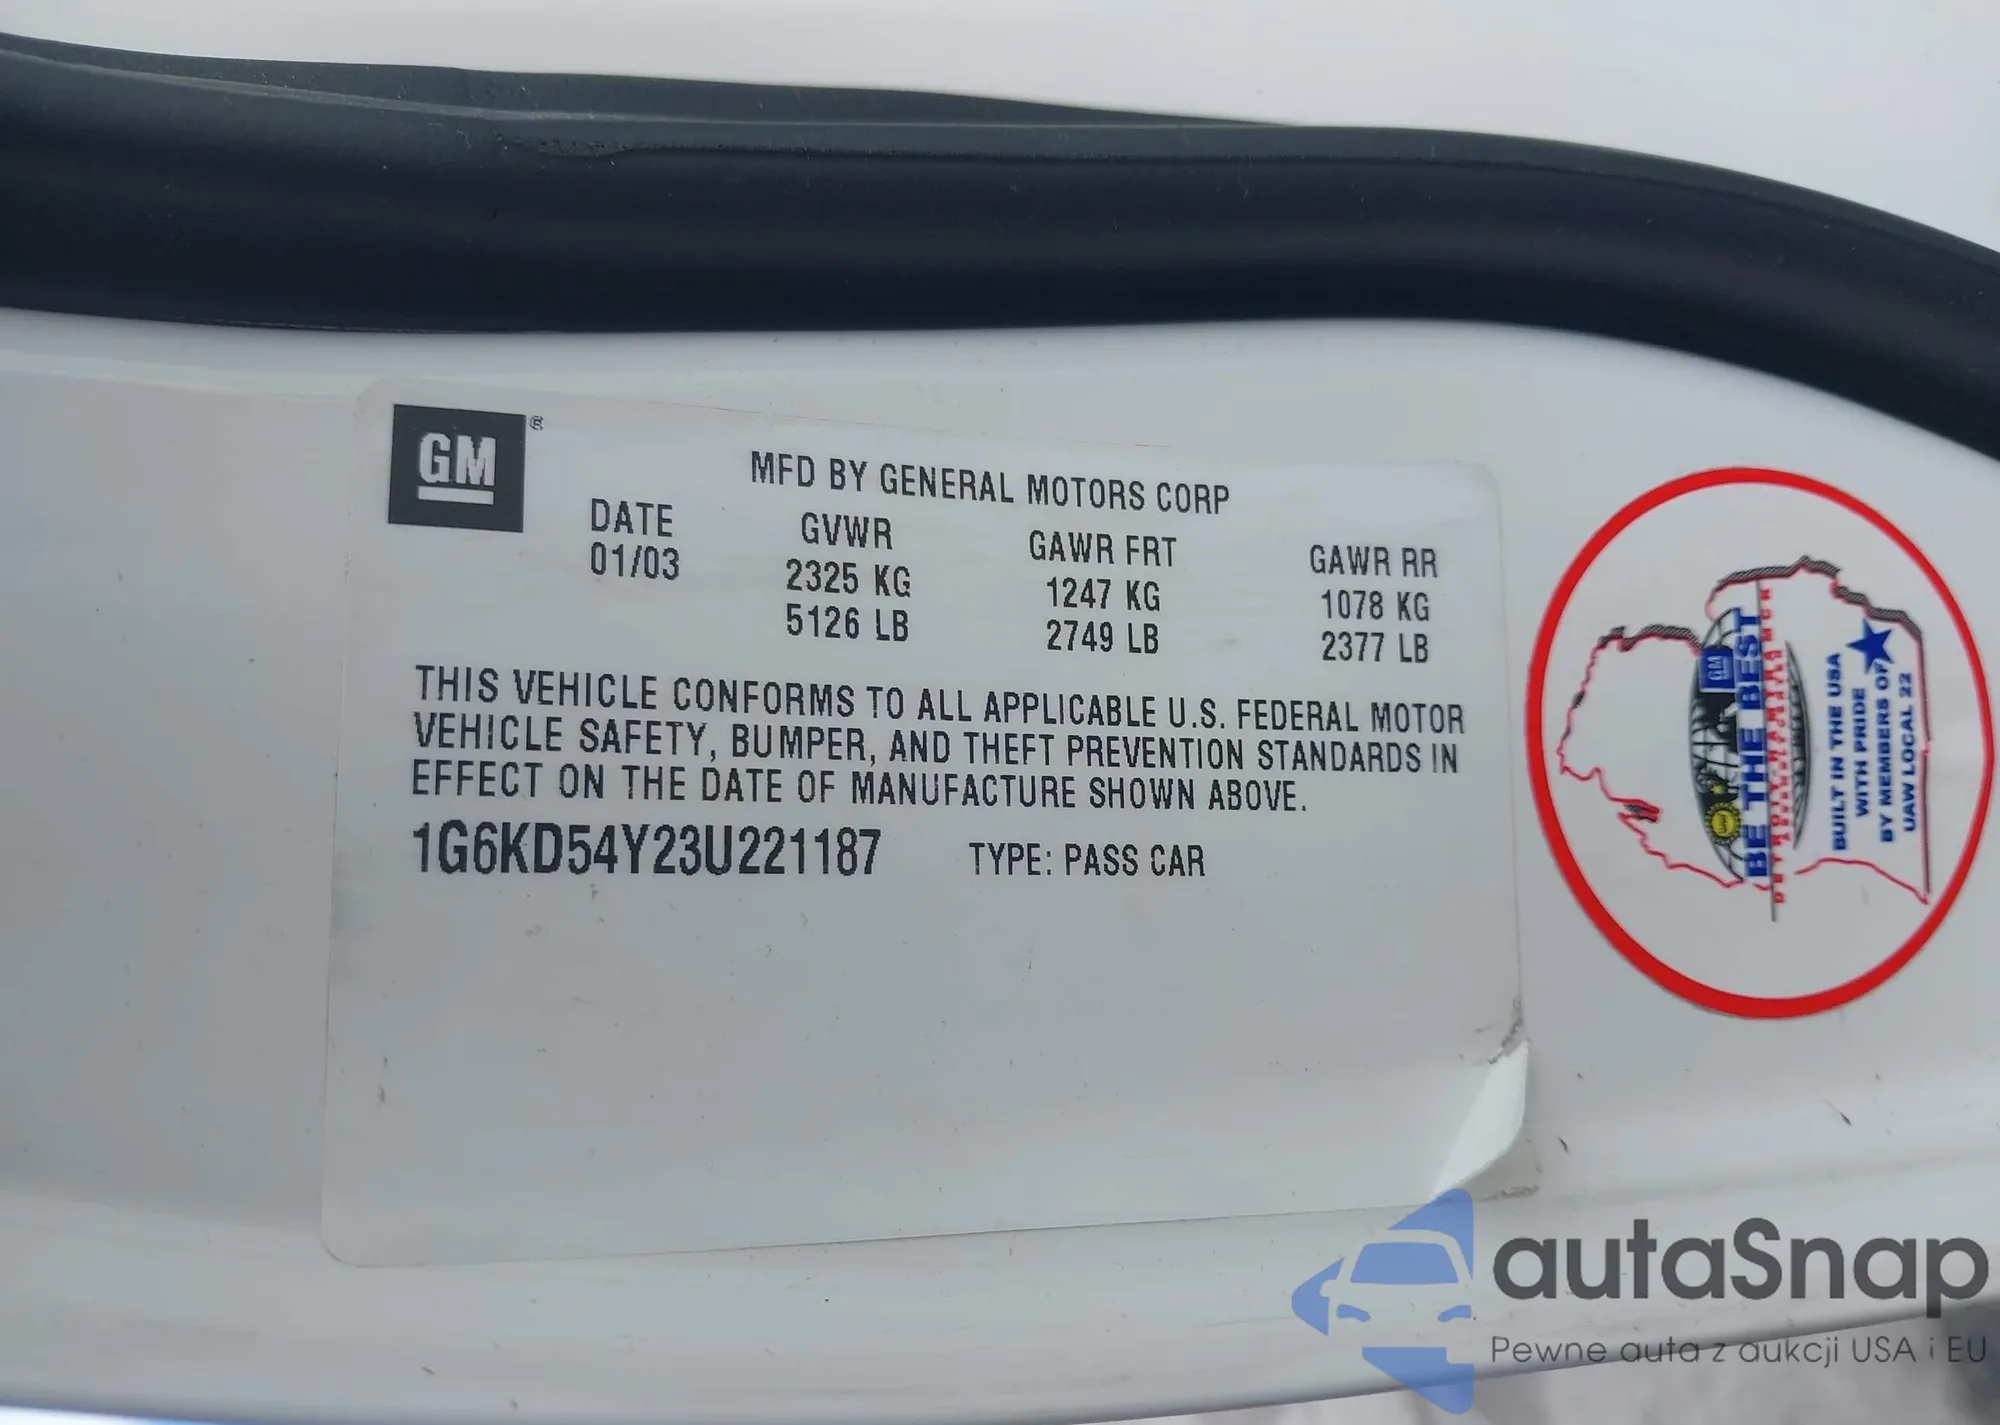 GM ®
MFD BY GENERAL MOTORS CORP
DATE GVWR GAWR FRT GAWR RR
01/03 2325 KG 1247 KG 1078 KG
5126 LB 2749 LB 2377 LB
THIS VEHICLE CONFORMS TO ALL APPLICABLE U.S. FEDERAL MOTOR
VEHICLE SAFETY, BUMPER, AND THEFT PREVENTION STANDARDS IN
EFFECT ON THE DATE OF MANUFACTURE SHOWN ABOVE.
1G6KD54Y23U221187 TYPE: PASS CAR
GM
BE THE BEST
BUILT IN THE USA
WITH PRIDE
BY MEMBERS OF
UAW LOCAL 22
autaSnap
Pewne auta z aukcji USA i EU